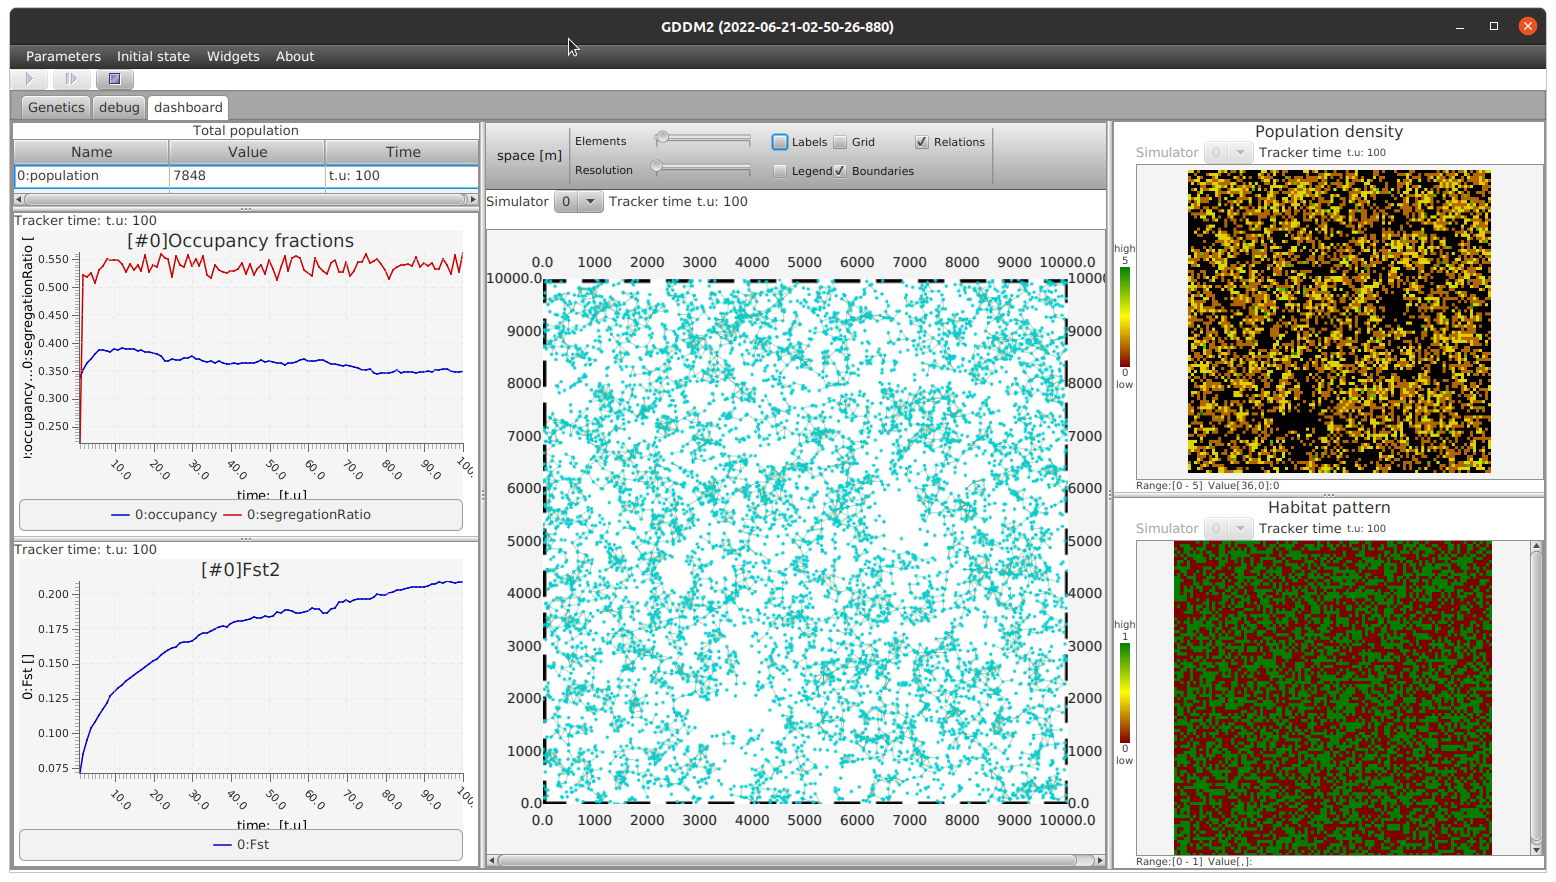 GDDM2 (2022-06-21-02-50-26-880)
Parameters Initial state Widgets About
Genetics debug dashboard
Total population
Name Value Time
0:population 7848 t.u: 100
Tracker time: t.u: 100
[#0]Occupancy fractions
0.550
0.500
0.450
0.400
0.350
0.300
0.250
10.0 20.0 30.0 40.0 50.0 60.0 70.0 80.0 90.0 100.
time: [t.u]
0:occupancy 0:segregationRatio
Tracker time: t.u: 100
[#0]Fst2
0:Fst []
0.200
0.175
0.150
0.125
0.100
0.075
10.0 20.0 30.0 40.0 50.0 60.0 70.0 80.0 90.0 100.
time: [t.u]
0:Fst
space [m]
Elements
Resolution
Labels Grid Relations
Legend Boundaries
Simulator 0 Tracker time t.u: 100
0.0 1000 2000 3000 4000 5000 6000 7000 8000 9000 10000.0
10000.0 1000
9000 9000
8000 8000
7000 7000
6000 6000
5000 5000
4000 4000
3000 3000
2000 2000
1000 1000
0.0 0.0
0.0 1000 2000 3000 4000 5000 6000 7000 8000 9000 10000.0
Population density
Simulator 0 Tracker time t.u: 100
high
5
0
low
Range:[0 - 5] Value[36,0]:0
Habitat pattern
Simulator 0 Tracker time t.u: 100
high
1
0
low
Range:[0 - 1] Value[,]: